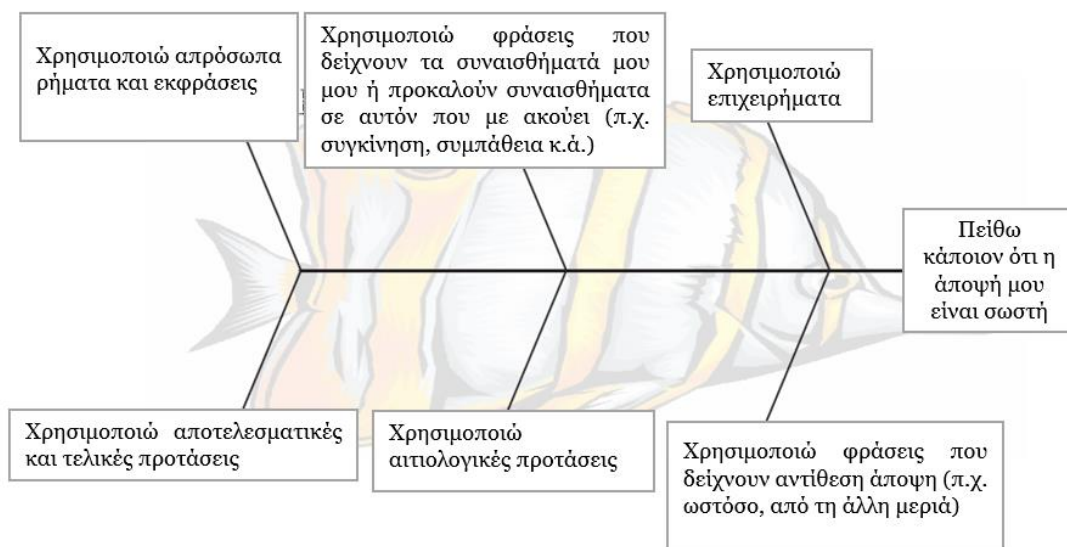 Χρησιμοποιώ απρόσωπα
ρήματα και εκφράσεις
Χρησιμοποιώ φράσεις που
δείχνουν τα συναισθήματά μου
μου ή προκαλούν συναισθήματα
σε αυτόν που με ακούει (π.χ.
συγκίνηση, συμπάθεια κ.ά.)
Χρησιμοποιώ
επιχειρήματα
Πείθω
κάποιον ότι η
άποψή μου
είναι σωστή
Χρησιμοποιώ αποτελεσματικές
και τελικές προτάσεις
Χρησιμοποιώ
αιτιολογικές προτάσεις
Χρησιμοποιώ φράσεις που
δείχνουν αντίθεση άποψη (π.χ.
ωστόσο, από τη άλλη μεριά)